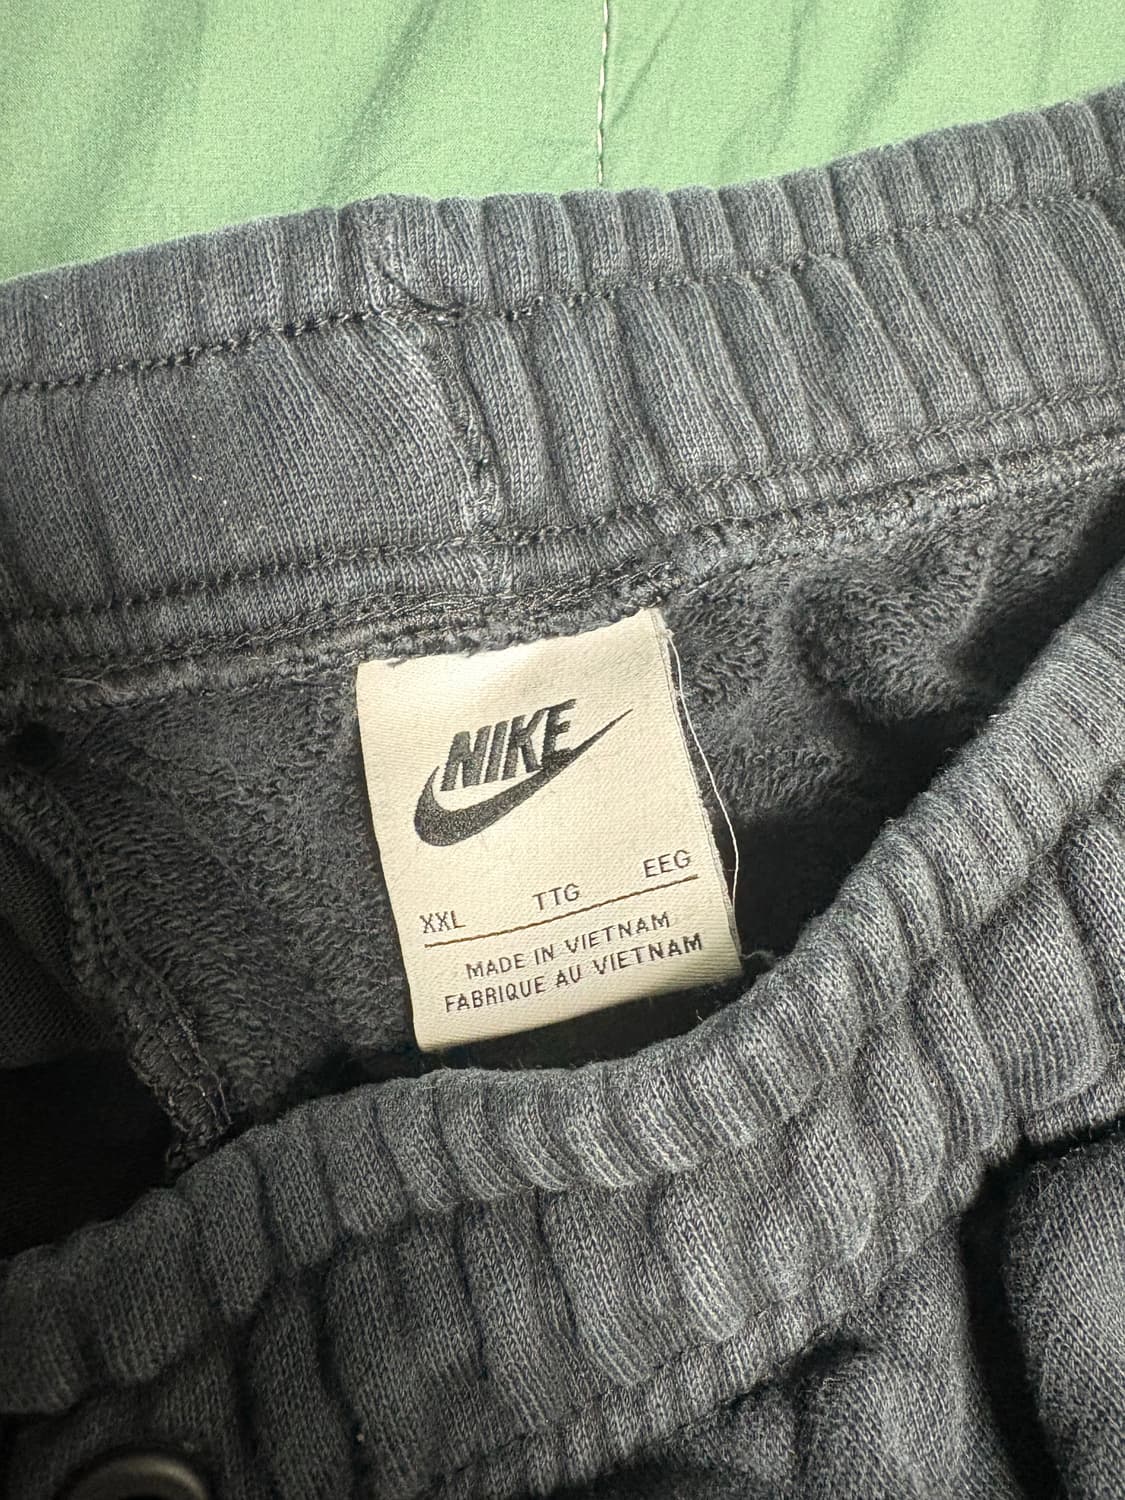 NIKE
XXL TTG EEG
MADE IN VIETNAM
FABRIQUE AU VIETNAM